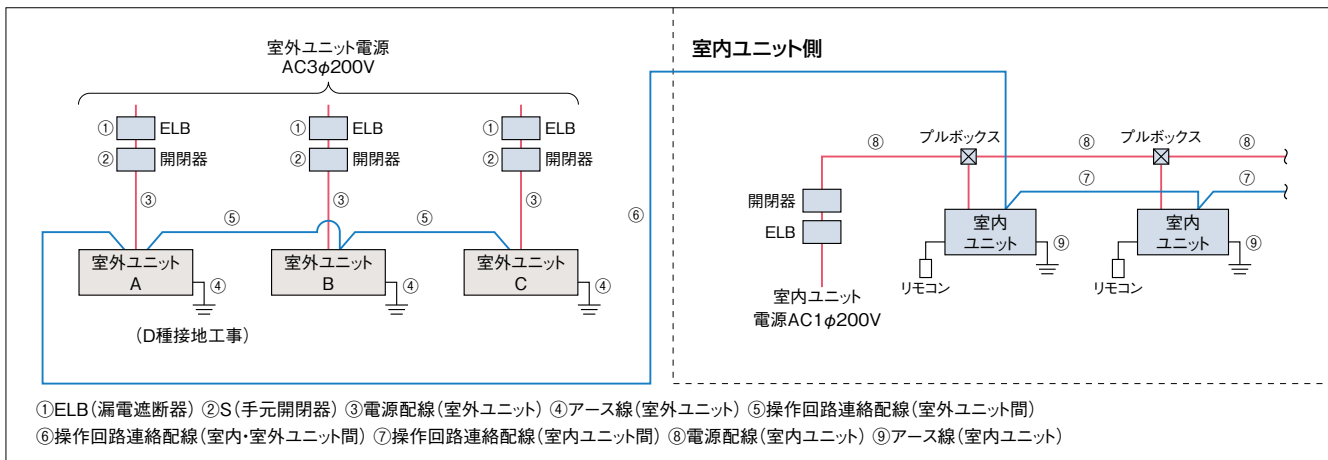 室外ユニット電源
AC3φ200V
室内ユニット側
① ELB ① ELB ① ELB
② 開閉器 ② 開閉器 ② 開閉器
⑧ プルボックス ⑧ プルボックス ⑧
③ ③ ③
⑤ ⑤ ⑥
⑦ ⑦
開閉器
ELB
室外ユニット
A
④
室外ユニット
B
④
室外ユニット
C
④
室内
ユニット
⑨
リモコン
室内
ユニット
⑨
リモコン
室内ユニット
電源AC1φ200V
(D種接地工事)
①ELB(漏電遮断器) ②S(手元開閉器) ③電源配線(室外ユニット) ④アース線(室外ユニット) ⑤操作回路連絡配線(室外ユニット間)
⑥操作回路連絡配線(室内・室外ユニット間) ⑦操作回路連絡配線(室内ユニット間) ⑧電源配線(室内ユニット) ⑨アース線(室内ユニット)